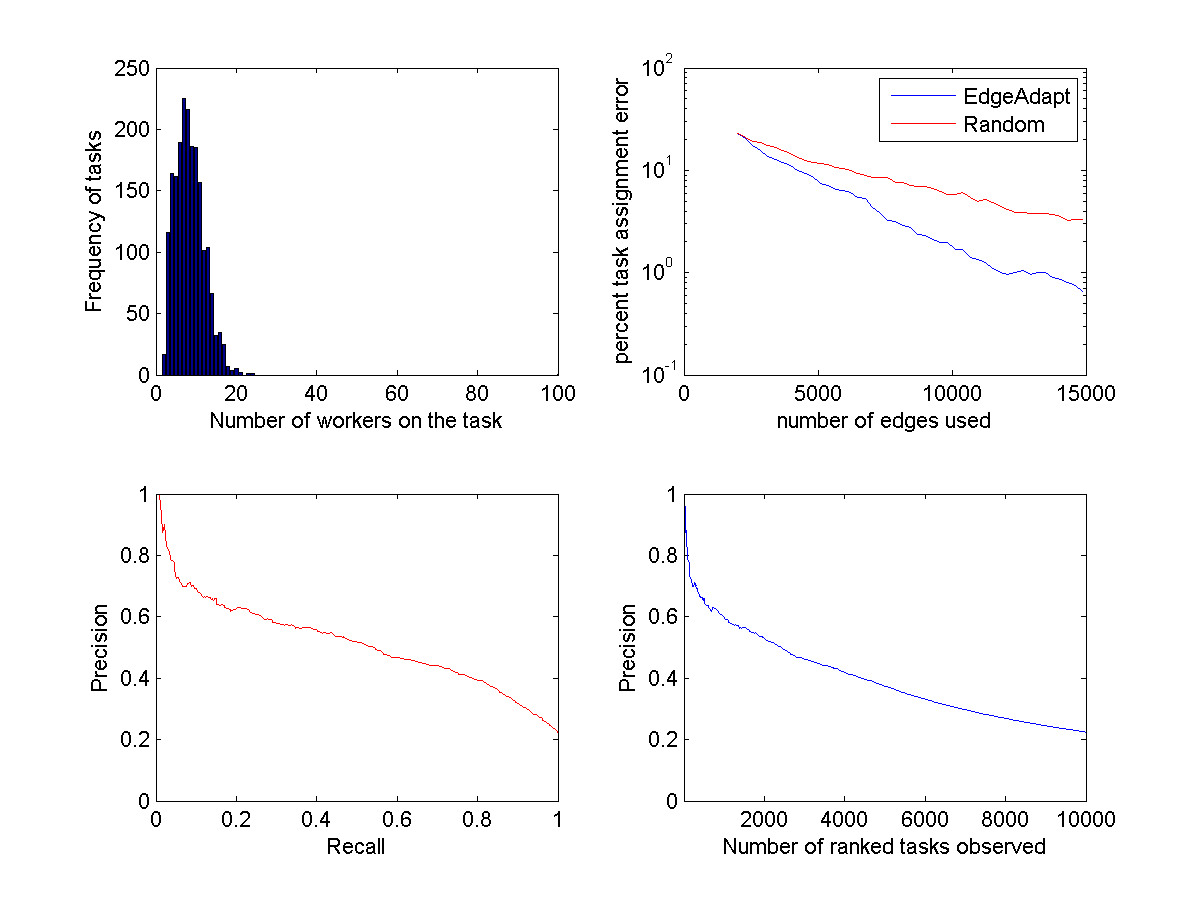 250
200
150
100
50
0
0 20 40 60 80 100
Frequency of tasks
Number of workers on the task
10^2
10^1
10^0
10^-1
0 5000 10000 15000
percent task assignment error
number of edges used
EdgeAdapt
Random
1
0.8
0.6
0.4
0.2
0
0 0.2 0.4 0.6 0.8 1
Precision
Recall
1
0.8
0.6
0.4
0.2
0
2000 4000 6000 8000 10000
Precision
Number of ranked tasks observed